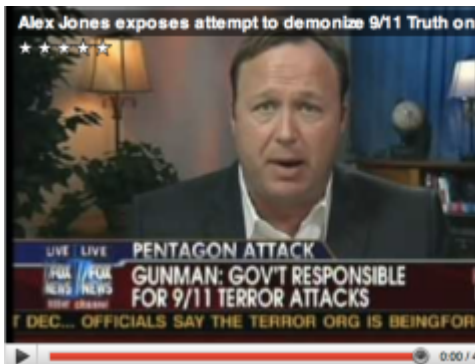 Alex Jones exposes attempt to demonize 9/11 Truth on
LIVE LIVE PENTAGON ATTACK
FOX NEWS FOX NEWS channel
GUNMAN: GOV'T RESPONSIBLE
FOR 9/11 TERROR ATTACKS
T DEC... OFFICIALS SAY THE TERROR ORG IS BEINGFOR
0:00 /